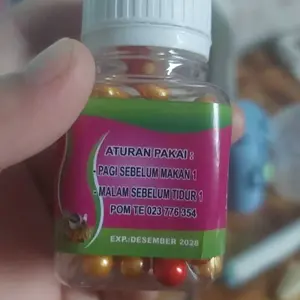 ATURAN PAKAI :
- PAGI SEBELUM MAKAN 1
- MALAM SEBELUM TIDUR 1
POM TE 023 776 354
EXP.:DESEMBER 2028